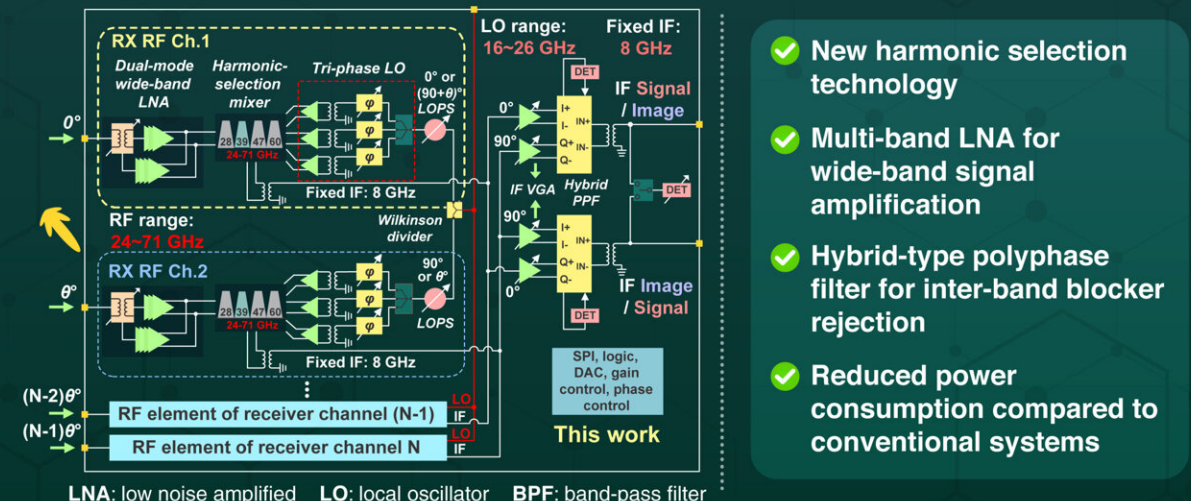 RX RF Ch.1
LO range:
16~26 GHz
Fixed IF:
8 GHz
Dual-mode
wide-band
LNA
Harmonic-
selection
mixer
Tri-phase LO
0° or
(90+θ)°
LOPS
0°
28 39 47 60
24-71 GHz
φ
φ
φ
Fixed IF: 8 GHz
RF range:
24~71 GHz
Wilkinson
divider
RX RF Ch.2
θ°
28 39 47 60
24-71 GHz
φ
φ
φ
90°
or θ°
LOPS
Fixed IF: 8 GHz
(N-2)θ°
RF element of receiver channel (N-1)
LO
IF
(N-1)θ°
RF element of receiver channel N
LO
IF
0°
90°
IF VGA
90°
0°
DET
I+
I-
IN+
Q+
IN-
Q-
Hybrid
PPF
I+
I-
IN+
Q+
IN-
Q-
DET
IF Signal
/ Image
DET
IF Image
/ Signal
SPI, logic,
DAC, gain
control, phase
control
This work
LNA: low noise amplified LO: local oscillator BPF: band-pass filter
New harmonic selection
technology
Multi-band LNA for
wide-band signal
amplification
Hybrid-type polyphase
filter for inter-band blocker
rejection
Reduced power
consumption compared to
conventional systems